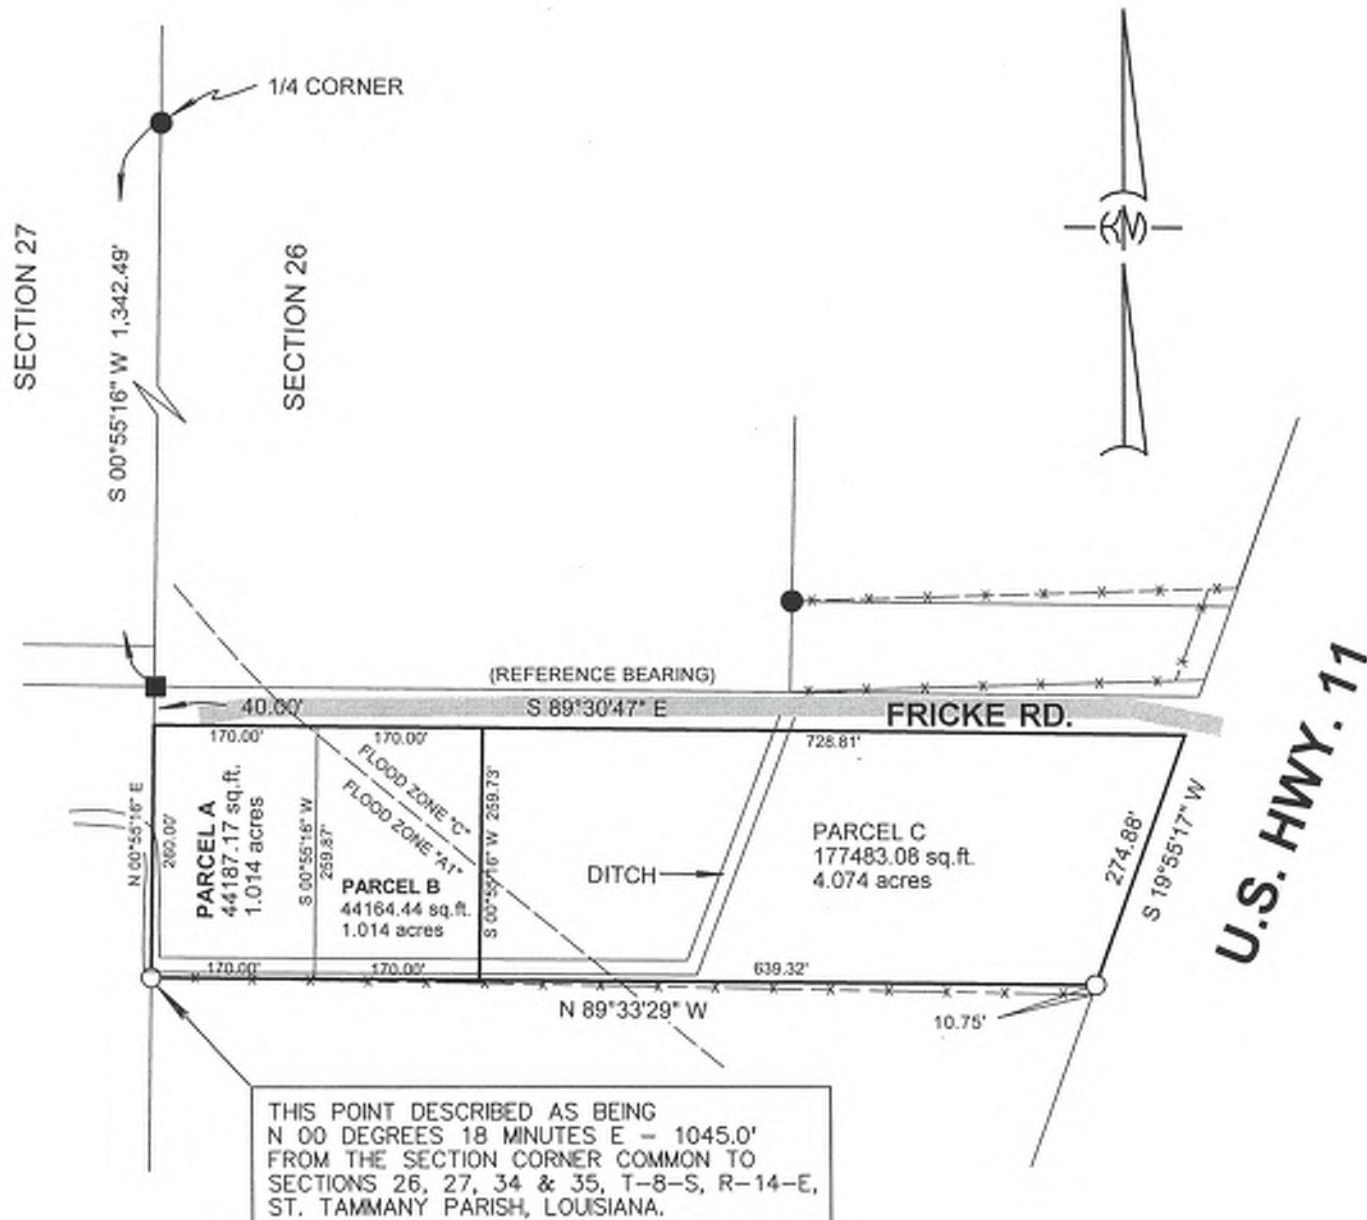 1/4 CORNER
SECTION 27
S 00°55'16" W 1,342.49'
SECTION 26
KM
(REFERENCE BEARING)
40.00'
S 89°30'47" E
FRICKE RD.
U.S. HWY. 11
170.00'
170.00'
728.81'
FLOOD ZONE "C"
FLOOD ZONE "A1"
N 00°55'16" E
260.00'
PARCEL A
44187.17 sq.ft.
1.014 acres
S 00°55'16" W
259.87'
PARCEL B
44164.44 sq.ft.
1.014 acres
S 00°55'16" W 259.73'
DITCH
PARCEL C
177483.08 sq.ft.
4.074 acres
274.88'
S 19°55'17" W
170.00'
170.00'
639.32'
N 89°33'29" W
10.75'
THIS POINT DESCRIBED AS BEING
N 00 DEGREES 18 MINUTES E - 1045.0'
FROM THE SECTION CORNER COMMON TO
SECTIONS 26, 27, 34 & 35, T-8-S, R-14-E,
ST. TAMMANY PARISH, LOUISIANA.